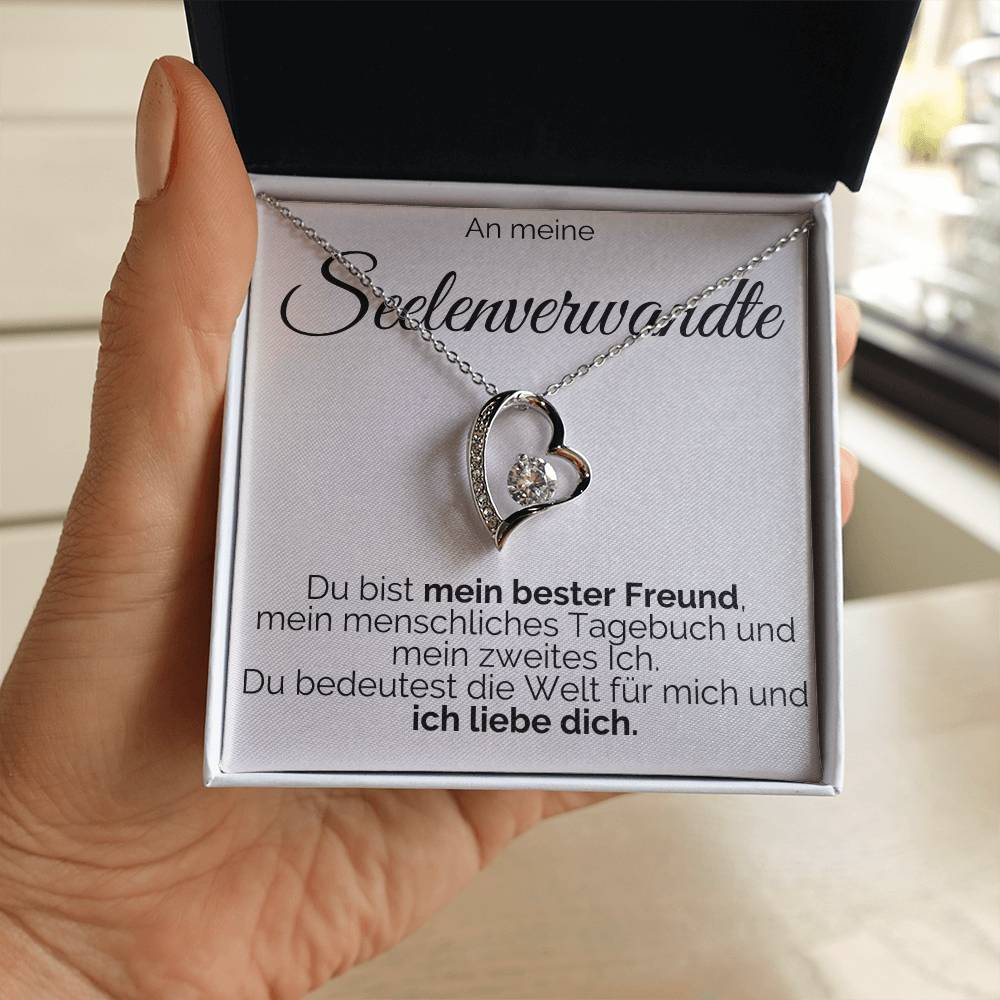 An meine
Seelenverwandte
Du bist mein bester Freund,
mein menschliches Tagebuch und
mein zweites Ich.
Du bedeutest die Welt für mich und
ich liebe dich.